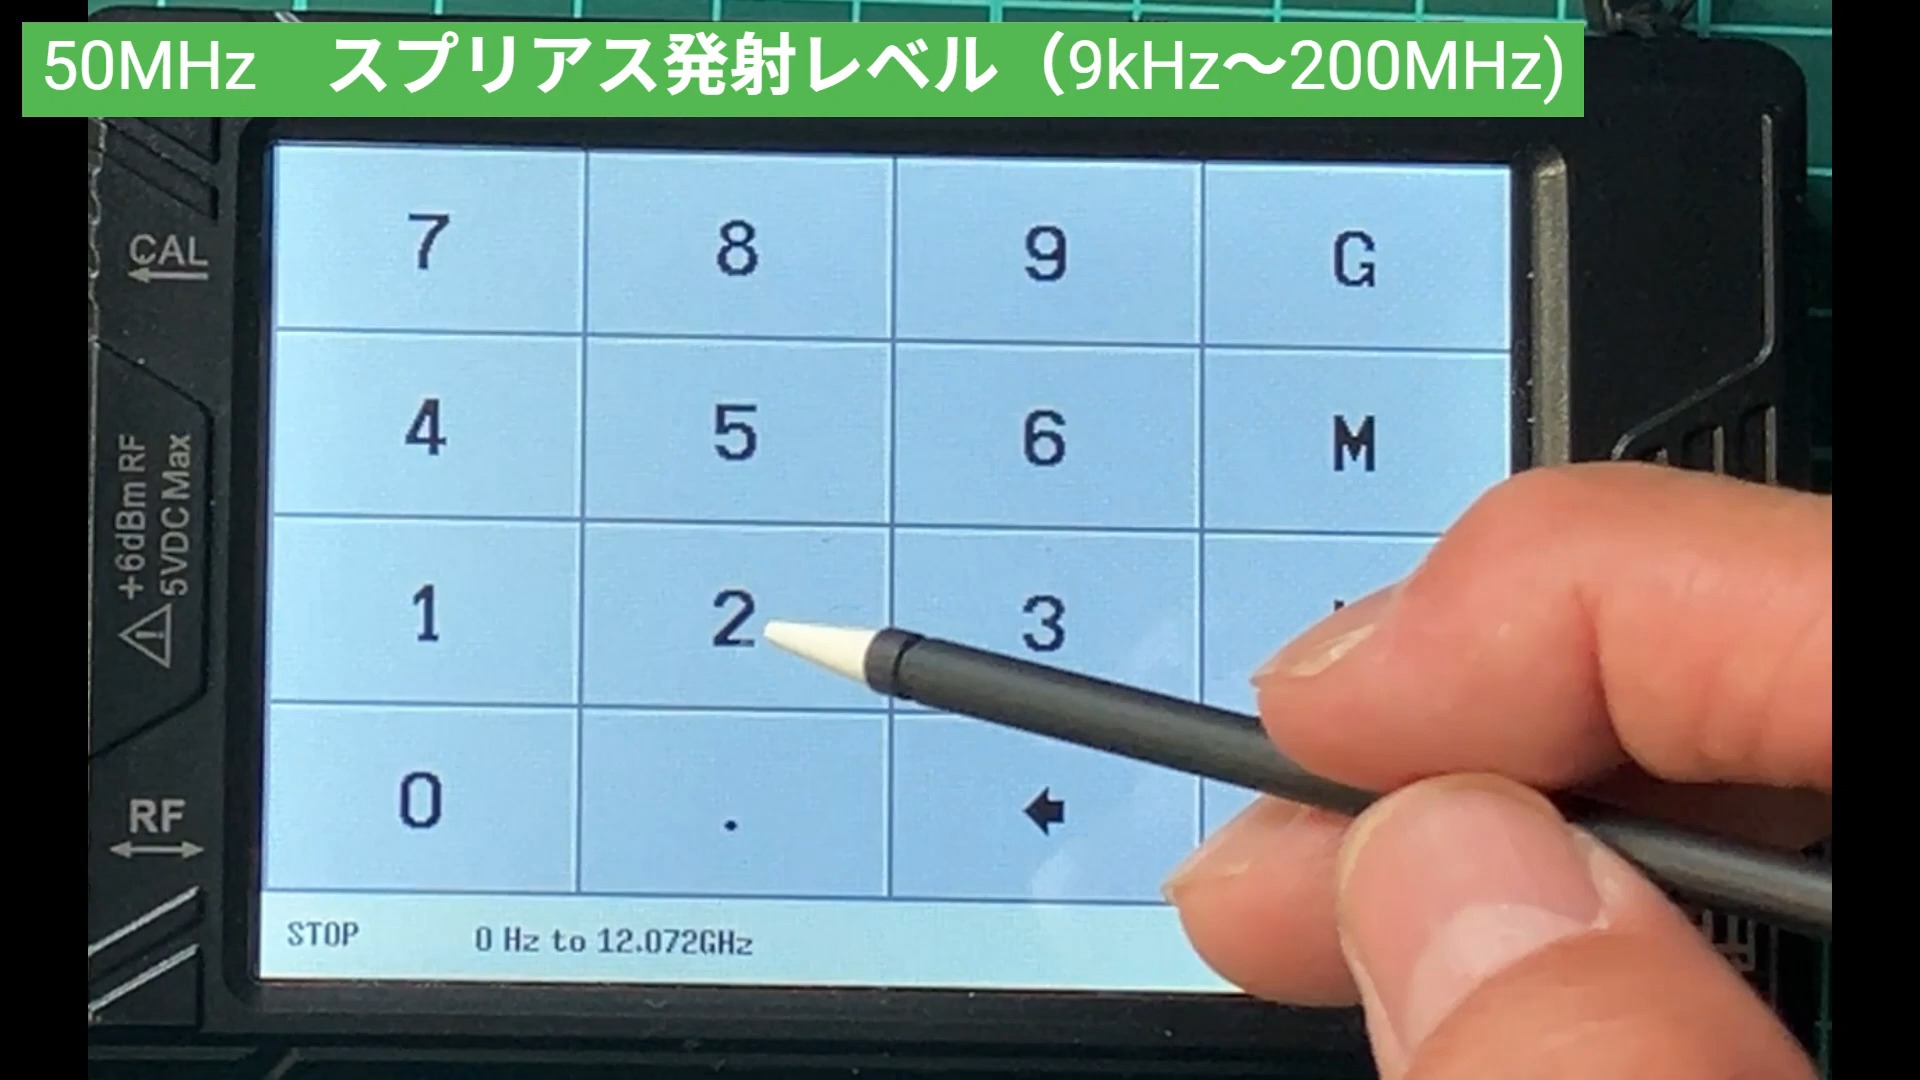 50MHz　スプリアス発射レベル（9kHz〜200MHz)
7 8 9 G
4 5 6 M
1 2 3
0 . ←
STOP 0 Hz to 12.072GHz
CAL
+6dBm RF
5VDC Max
RF